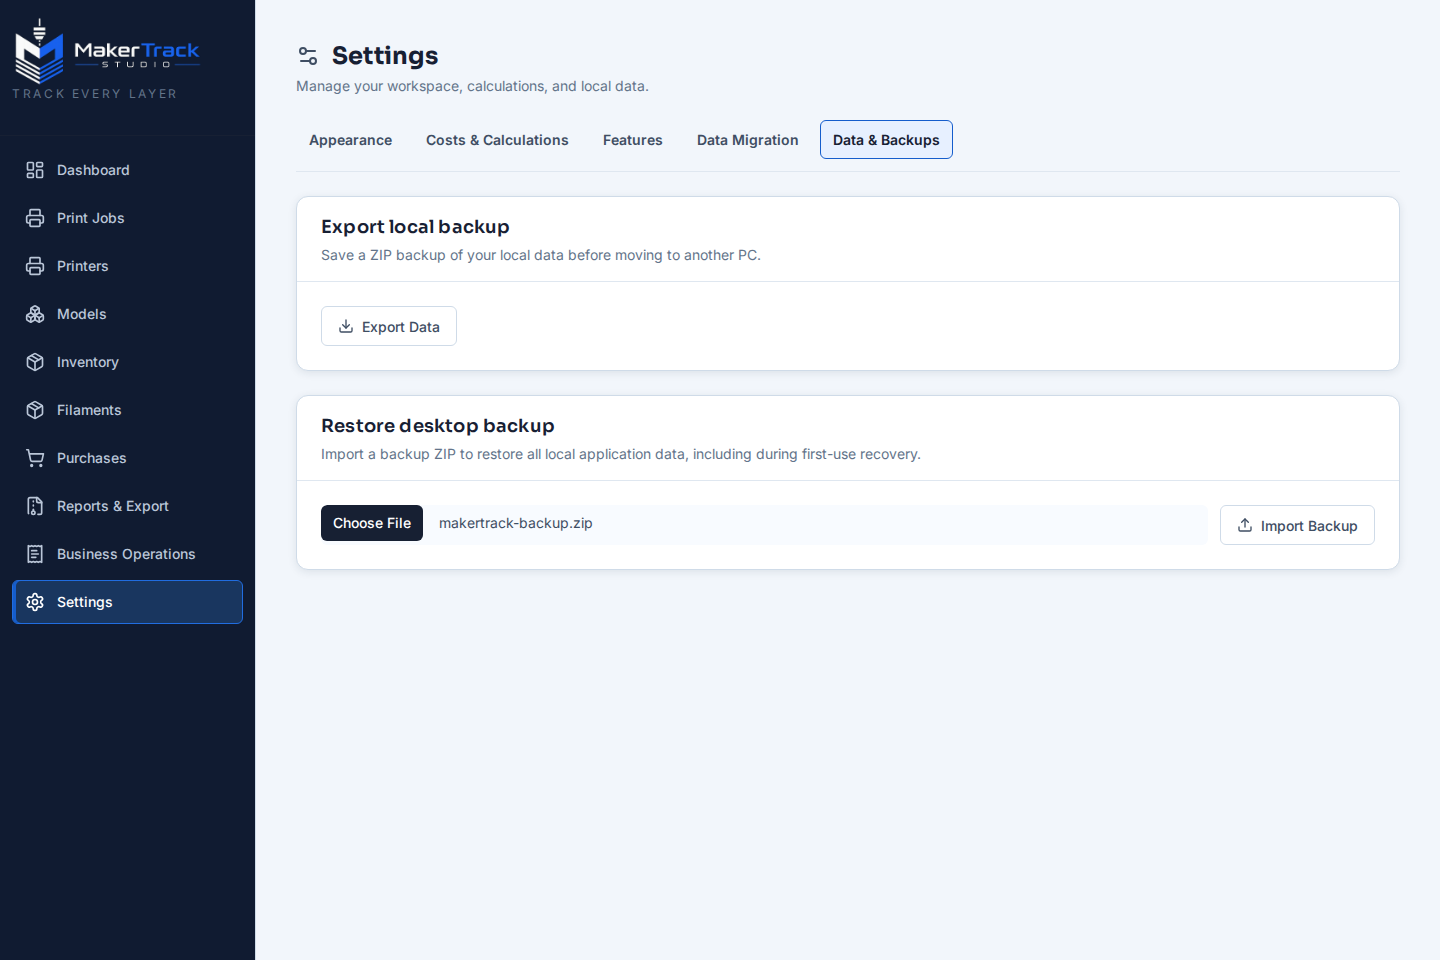 MakerTrack
STUDIO
TRACK EVERY LAYER
Dashboard
Print Jobs
Printers
Models
Inventory
Filaments
Purchases
Reports & Export
Business Operations
Settings
Settings
Manage your workspace, calculations, and local data.
Appearance Costs & Calculations Features Data Migration Data & Backups
Export local backup
Save a ZIP backup of your local data before moving to another PC.
Export Data
Restore desktop backup
Import a backup ZIP to restore all local application data, including during first-use recovery.
Choose File makertrack-backup.zip Import Backup